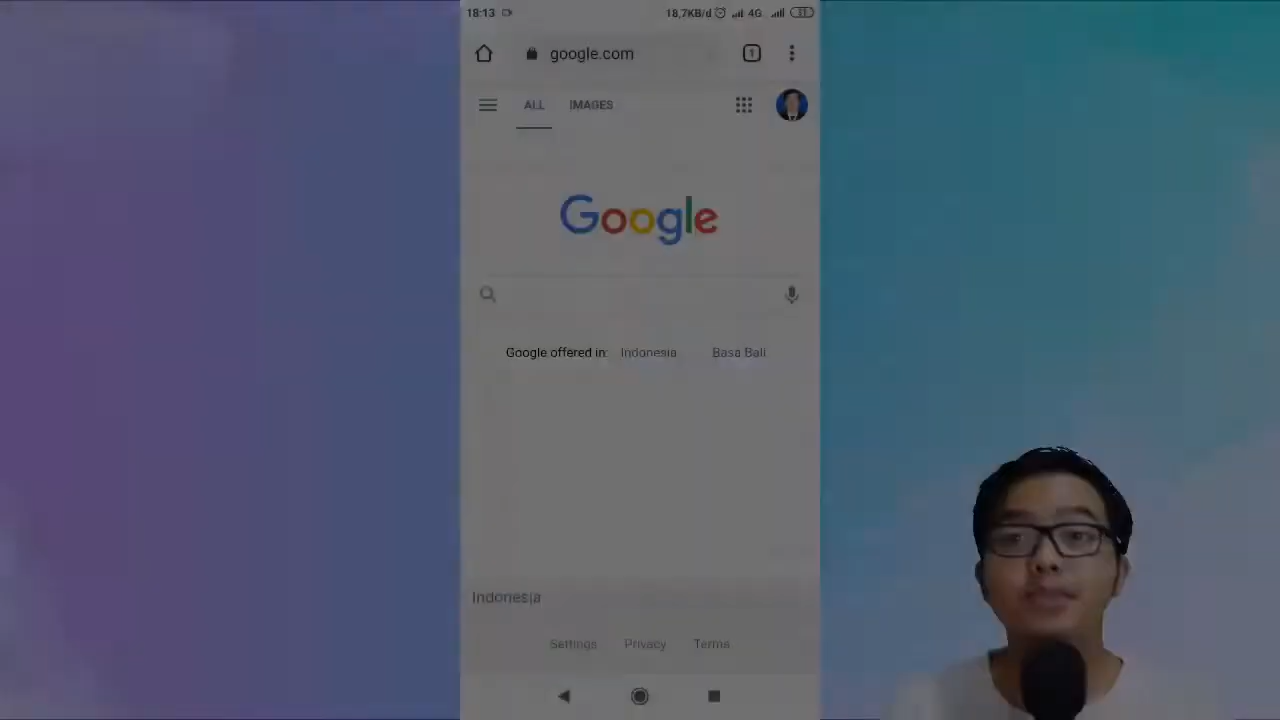 18:13 18,7KB/d 4G
google.com 1
ALL IMAGES
Google
Google offered in: Indonesia Basa Bali
Indonesia
Settings Privacy Terms